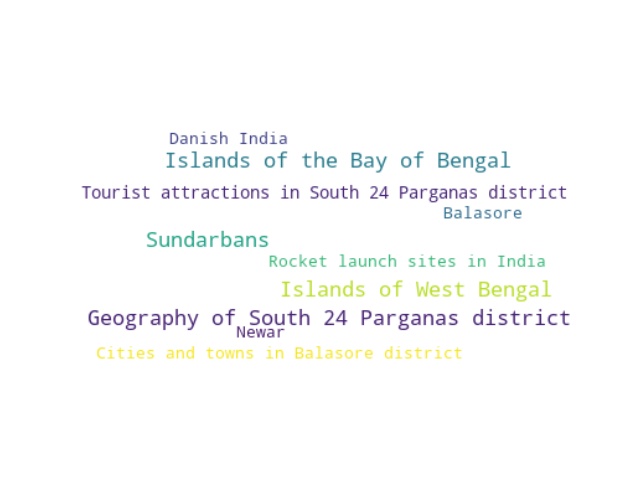 Danish India
Islands of the Bay of Bengal
Tourist attractions in South 24 Parganas district
Balasore
Sundarbans
Rocket launch sites in India
Islands of West Bengal
Geography of South 24 Parganas district
Newar
Cities and towns in Balasore district